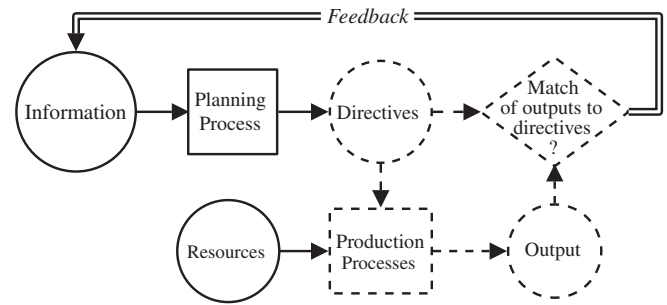 Feedback
Information
Planning
Process
Directives
Match
of outputs to
directives
?
Resources
Production
Processes
Output